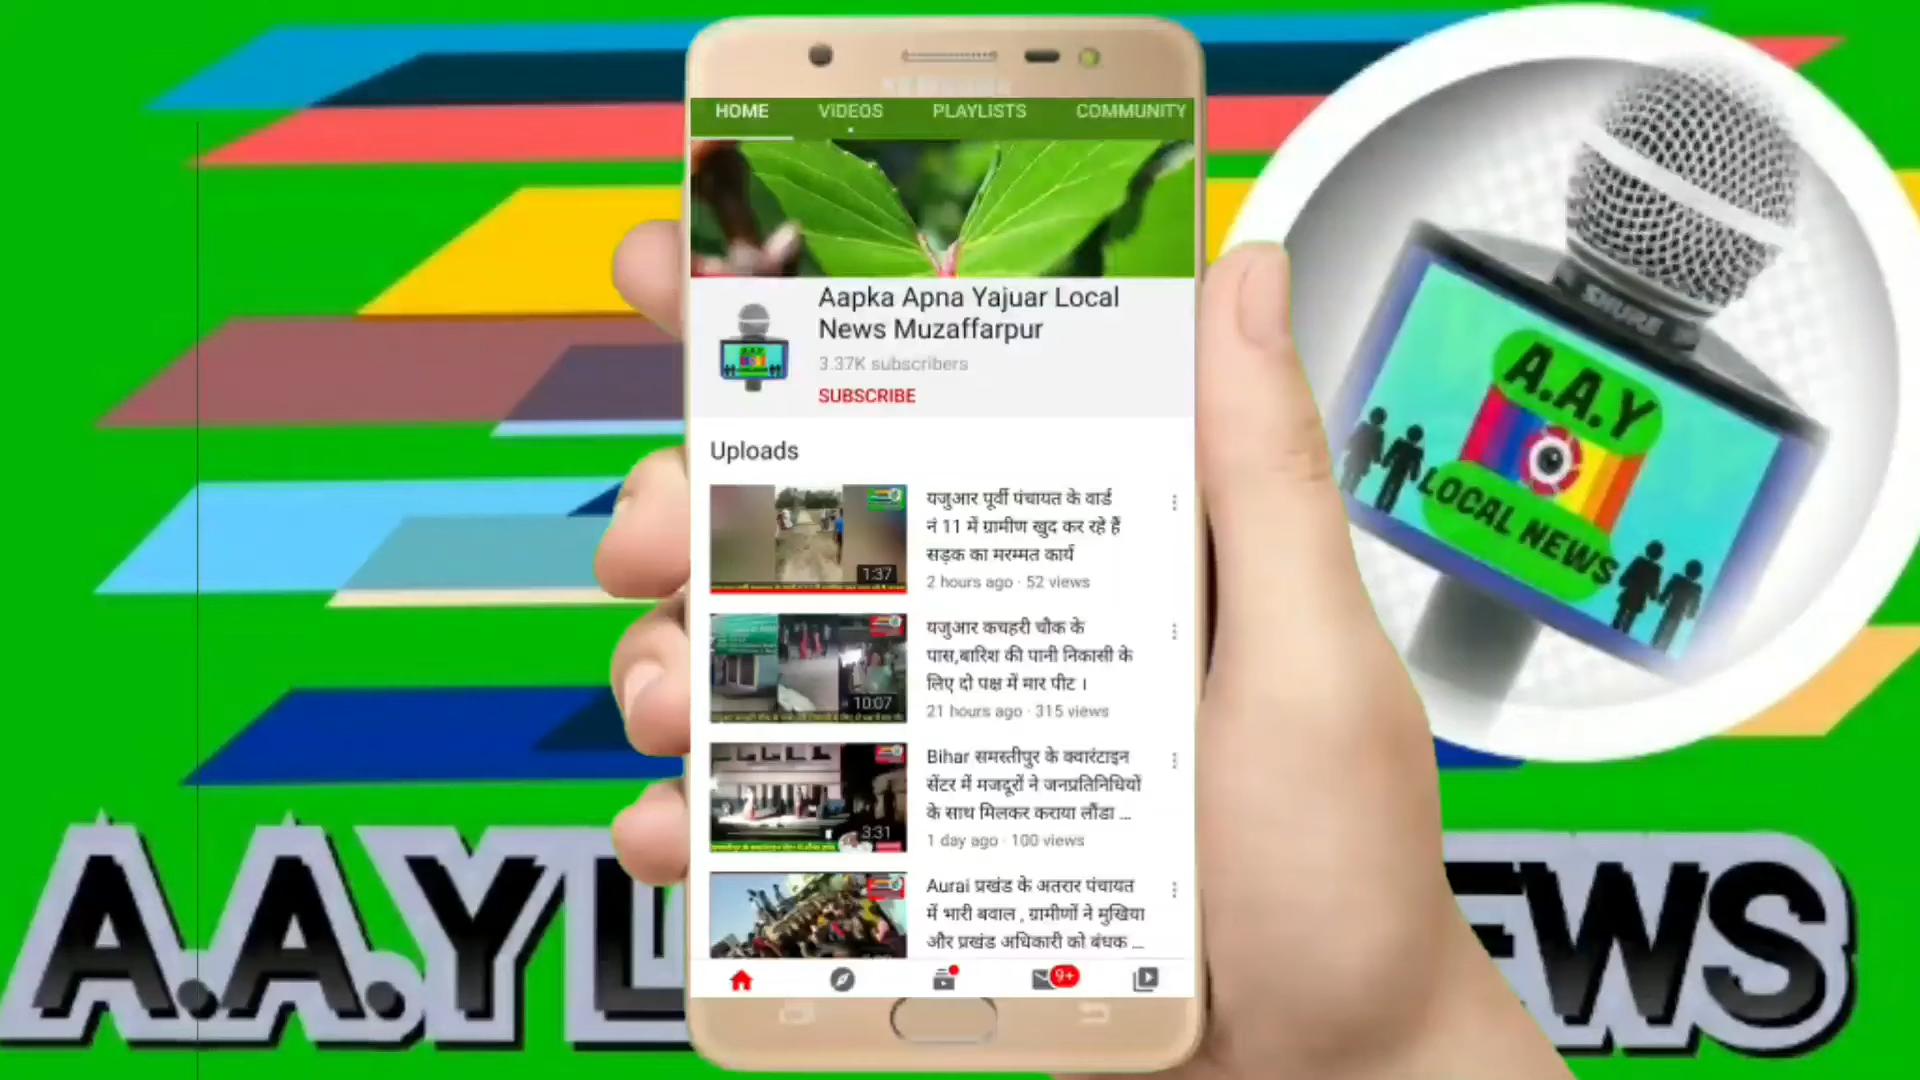 HOME VIDEOS PLAYLISTS COMMUNITY
Aapka Apna Yajuar Local
News Muzaffarpur
3.37K subscribers
SUBSCRIBE
Uploads
यजुआर पूर्वी पंचायत के वार्ड
नं 11 में ग्रामीण खुद कर रहे हैं
सड़क का मरम्मत कार्य
2 hours ago · 52 views
1:37
यजुआर कचहरी चौक के
पास,बारिश की पानी निकासी के
लिए दो पक्ष में मार पीट ।
21 hours ago · 315 views
10:07
Bihar समस्तीपुर के क्वारंटाइन
सेंटर में मजदूरों ने जनप्रतिनिधियों
के साथ मिलकर कराया लौंडा ...
1 day ago · 100 views
3:31
Aurai प्रखंड के अतरार पंचायत
में भारी बवाल , ग्रामीणों ने मुखिया
और प्रखंड अधिकारी को बंधक ...
9+
SHURE
A.A.Y
LOCAL NEWS
A.A.Y L EWS